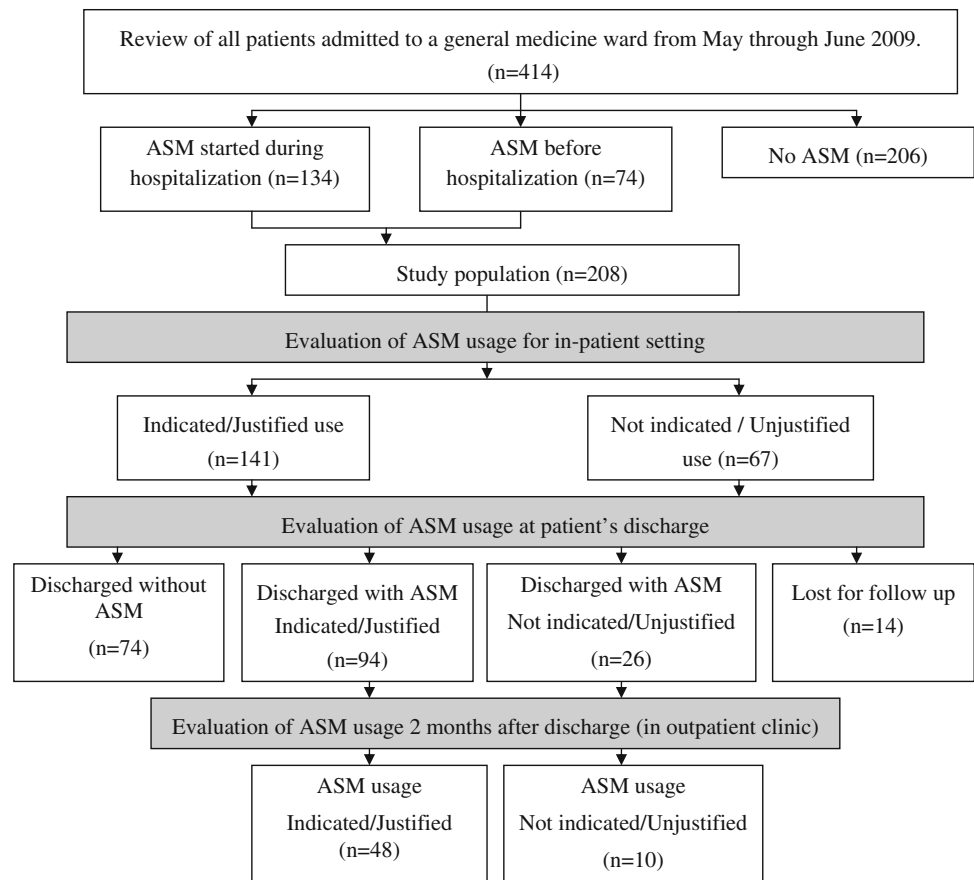 Review of all patients admitted to a general medicine ward from May through June 2009.
(n=414)
ASM started during
hospitalization (n=134)
ASM before
hospitalization (n=74)
No ASM (n=206)
Study population (n=208)
Evaluation of ASM usage for in-patient setting
Indicated/Justified use
(n=141)
Not indicated / Unjustified
use (n=67)
Evaluation of ASM usage at patient's discharge
Discharged without
ASM
(n=74)
Discharged with ASM
Indicated/Justified
(n=94)
Discharged with ASM
Not indicated/Unjustified
(n=26)
Lost for follow up
(n=14)
Evaluation of ASM usage 2 months after discharge (in outpatient clinic)
ASM usage
Indicated/Justified
(n=48)
ASM usage
Not indicated/Unjustified
(n=10)